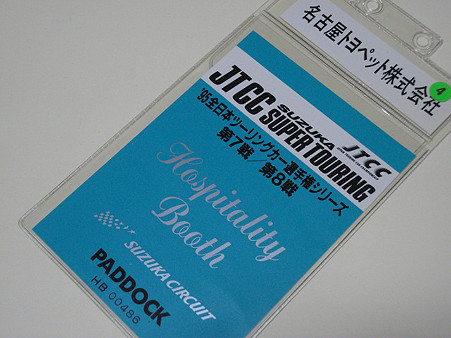 名古屋トヨペット株式会社
4
SUZUKA JTCC
JTCC SUPER TOURING
'95全日本ツーリングカー選手権シリーズ
第7戦／第8戦
Hospitality
Booth
SUZUKA CIRCUIT
PADDOCK
HB 00486